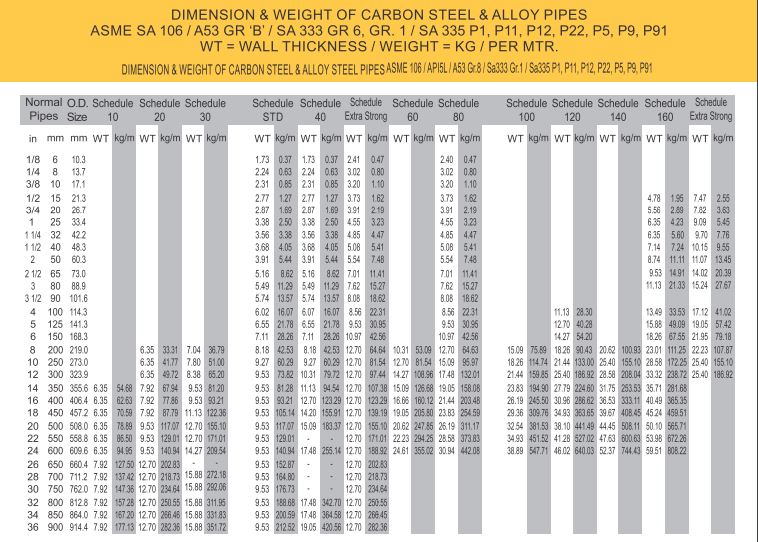 DIMENSION & WEIGHT OF CARBON STEEL & ALLOY PIPES
ASME SA 106 / A53 GR 'B' / SA 333 GR 6, GR. 1 / SA 335 P1, P11, P12, P22, P5, P9, P91
WT = WALL THICKNESS / WEIGHT = KG / PER MTR.
DIMENSION & WEIGHT OF CARBON STEEL & ALLOY STEEL PIPES ASME 106 / API5L / A53 Gr.8 / Sa333 Gr.1 / Sa335 P1, P11, P12, P22, P5, P9, P91
Normal O.D. Schedule Schedule Schedule Schedule Schedule Schedule Schedule Schedule Schedule Schedule Schedule Schedule Schedule
Pipes Size 10 20 30 STD 40 Extra Strong 60 80 100 120 140 160 Extra Strong
in mm mm WT kg/m WT kg/m WT kg/m WT kg/m WT kg/m WT kg/m WT kg/m WT kg/m WT kg/m WT kg/m WT kg/m WT kg/m WT kg/m
1/8 6 10.3 1.73 0.37 1.73 0.37 2.41 0.47 2.40 0.47
1/4 8 13.7 2.24 0.63 2.24 0.63 3.02 0.80 3.02 0.80
3/8 10 17.1 2.31 0.85 2.31 0.85 3.20 1.10 3.20 1.10
1/2 15 21.3 2.77 1.27 2.77 1.27 3.73 1.62 3.73 1.62 4.78 1.95 7.47 2.55
3/4 20 26.7 2.87 1.69 2.87 1.69 3.91 2.19 3.91 2.19 5.56 2.89 7.82 3.63
1 25 33.4 3.38 2.50 3.38 2.50 4.55 3.23 4.55 3.23 6.35 4.23 9.09 5.45
1 1/4 32 42.2 3.56 3.38 3.56 3.38 4.85 4.47 4.85 4.47 6.35 5.60 9.70 7.76
1 1/2 40 48.3 3.68 4.05 3.68 4.05 5.08 5.41 5.08 5.41 7.14 7.24 10.15 9.55
2 50 60.3 3.91 5.44 3.91 5.44 5.54 7.48 5.54 7.48 8.74 11.11 11.07 13.45
2 1/2 65 73.0 5.16 8.62 5.16 8.62 7.01 11.41 7.01 11.41 9.53 14.91 14.02 20.39
3 80 88.9 5.49 11.29 5.49 11.29 7.62 15.27 7.62 15.27 11.13 21.33 15.24 27.67
3 1/2 90 101.6 5.74 13.57 5.74 13.57 8.08 18.62 8.08 18.62
4 100 114.3 6.02 16.07 6.02 16.07 8.56 22.31 8.56 22.31 11.13 28.30 13.49 33.53 17.12 41.02
5 125 141.3 6.55 21.78 6.55 21.78 9.53 30.95 9.53 30.95 12.70 40.28 15.88 49.09 19.05 57.42
6 150 168.3 7.11 28.26 7.11 28.26 10.97 42.56 10.97 42.56 14.27 54.20 18.26 67.55 21.95 79.18
8 200 219.0 6.35 33.31 7.04 36.79 8.18 42.53 8.18 42.53 12.70 64.64 10.31 53.09 12.70 64.63 15.09 75.89 18.26 90.43 20.62 100.93 23.01 111.25 22.23 107.87
10 250 273.0 6.35 41.77 7.80 51.00 9.27 60.29 9.27 60.29 12.70 81.54 12.70 81.54 15.09 95.97 18.26 114.74 21.44 133.00 25.40 155.10 28.58 172.25 25.40 155.10
12 300 323.9 6.35 49.72 8.38 65.20 9.53 73.82 10.31 79.72 12.70 97.44 14.27 108.96 17.48 132.01 21.44 159.85 25.40 186.92 28.58 208.04 33.32 238.72 25.40 186.92
14 350 355.6 6.35 54.68 7.92 67.94 9.53 81.20 9.53 81.28 11.13 94.54 12.70 107.38 15.09 126.68 19.05 158.08 23.83 194.90 27.79 224.60 31.75 253.53 35.71 281.68
16 400 406.4 6.35 62.63 7.92 77.86 9.53 93.21 9.53 93.21 12.70 123.29 12.70 123.29 16.66 160.12 21.44 203.48 26.19 245.50 30.96 286.62 36.53 333.11 40.49 365.35
18 450 457.2 6.35 70.59 7.92 87.79 11.13 122.36 9.53 105.14 14.20 155.91 12.70 139.19 19.05 205.80 23.83 254.59 29.36 309.76 34.93 363.65 39.67 408.45 45.24 459.51
20 500 508.0 6.35 78.89 9.53 117.07 12.70 155.10 9.53 117.07 15.09 183.37 12.70 155.10 20.62 247.85 26.19 311.17 32.54 381.53 38.10 441.49 44.45 508.11 50.10 565.71
22 550 558.8 6.35 86.50 9.53 129.01 12.70 171.01 9.53 129.01 - - 12.70 171.01 22.23 294.25 28.58 373.83 34.93 451.52 41.28 527.02 47.63 600.63 53.98 672.26
24 600 609.6 6.35 94.95 9.53 140.94 14.27 209.54 9.53 140.94 17.48 255.14 12.70 188.92 24.61 355.02 30.94 442.08 38.89 547.71 46.02 640.03 52.37 744.43 59.51 808.22
26 650 660.4 7.92 127.50 12.70 202.83 - - 9.53 152.87 - - 12.70 202.83
28 700 711.2 7.92 137.42 12.70 218.73 15.88 272.18 9.53 164.80 - - 12.70 218.73
30 750 762.0 7.92 147.36 12.70 234.64 15.88 292.06 9.53 176.73 - - 12.70 234.64
32 800 812.8 7.92 157.28 12.70 250.55 15.88 311.95 9.53 188.68 17.48 342.70 12.70 250.55
34 850 864.0 7.92 167.20 12.70 266.46 15.88 331.83 9.53 200.59 17.48 364.58 12.70 266.45
36 900 914.4 7.92 177.13 12.70 282.36 15.88 351.72 9.53 212.52 19.05 420.56 12.70 282.36